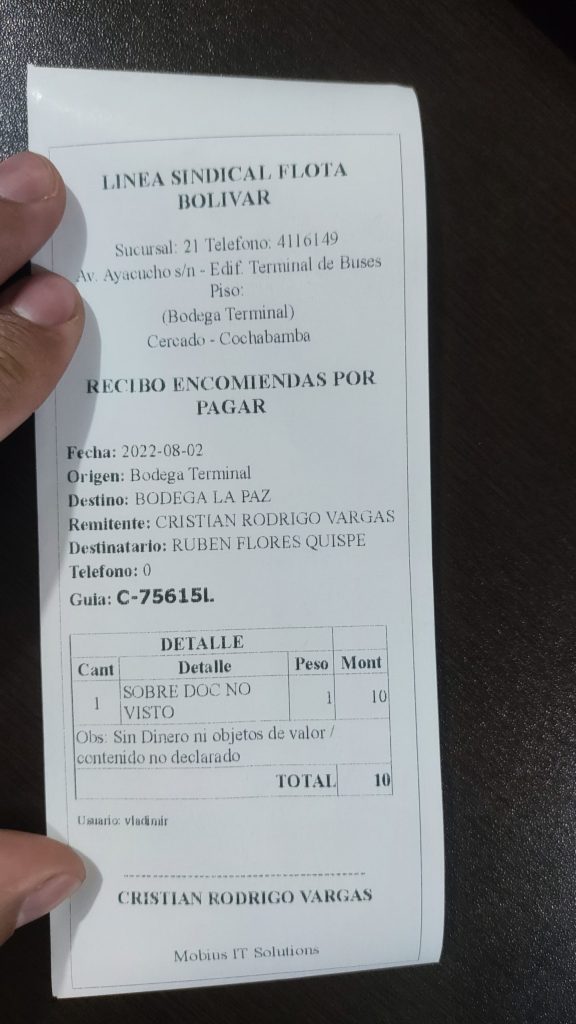 LINEA SINDICAL FLOTA
BOLIVAR
Sucursal: 21 Telefono: 4116149
Av. Ayacucho s/n - Edif. Terminal de Buses
Piso:
(Bodega Terminal)
Cercado - Cochabamba
RECIBO ENCOMIENDAS POR
PAGAR
Fecha: 2022-08-02
Origen: Bodega Terminal
Destino: BODEGA LA PAZ
Remitente: CRISTIAN RODRIGO VARGAS
Destinatario: RUBEN FLORES QUISPE
Telefono: 0
Guia: C-75615L
DETALLE
Cant Detalle Peso Mont
1 SOBRE DOC NO VISTO 1 10
Obs: Sin Dinero ni objetos de valor /
contenido no declarado
TOTAL 10
Usuario: vladimir
CRISTIAN RODRIGO VARGAS
Mobius IT Solutions